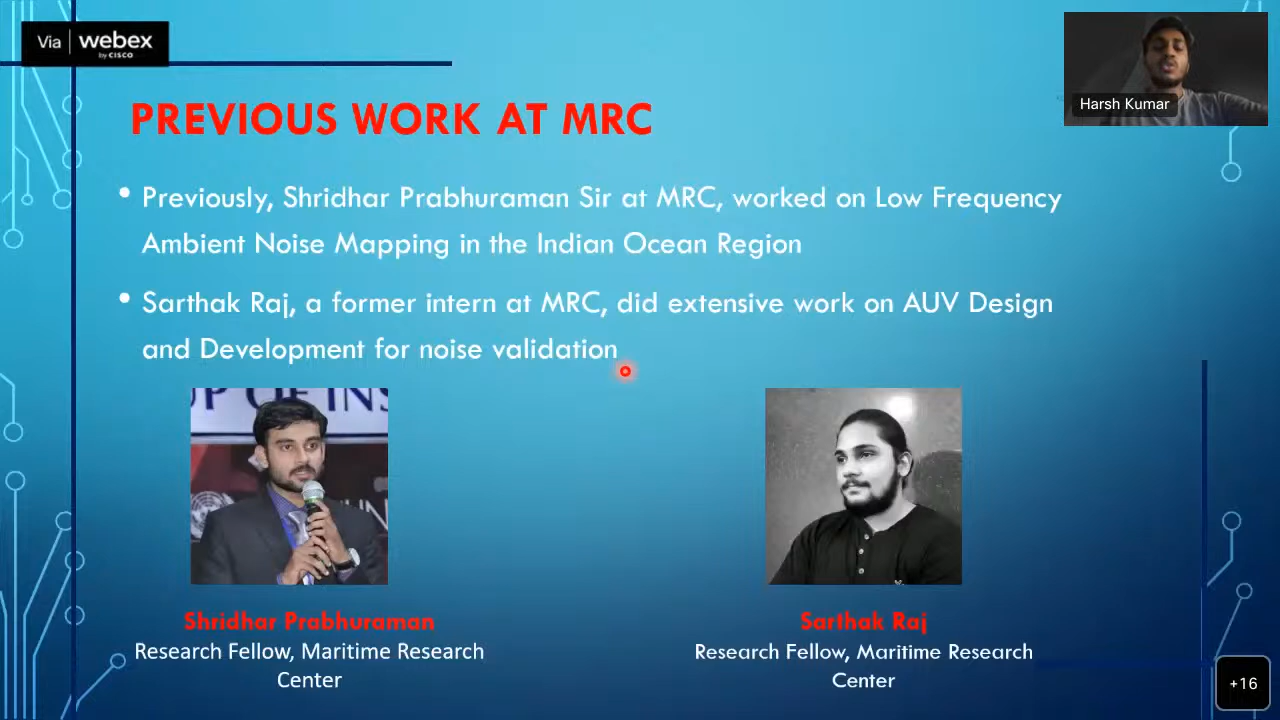 Via webex
by CISCO
Harsh Kumar
PREVIOUS WORK AT MRC
• Previously, Shridhar Prabhuraman Sir at MRC, worked on Low Frequency
Ambient Noise Mapping in the Indian Ocean Region
• Sarthak Raj, a former intern at MRC, did extensive work on AUV Design
and Development for noise validation
UP OF INS
Shridhar Prabhuraman
Research Fellow, Maritime Research
Center
Sarthak Raj
Research Fellow, Maritime Research
Center
+16